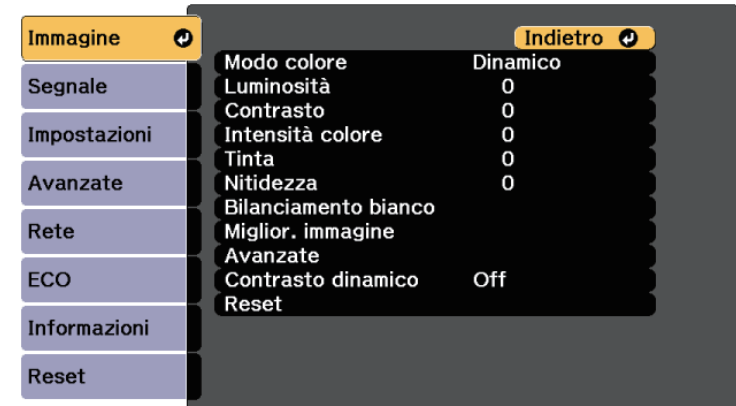 Immagine
Segnale
Impostazioni
Avanzate
Rete
ECO
Informazioni
Reset
Indietro
Modo colore Dinamico
Luminosità 0
Contrasto 0
Intensità colore 0
Tinta 0
Nitidezza 0
Bilanciamento bianco
Miglior. immagine
Avanzate
Contrasto dinamico Off
Reset